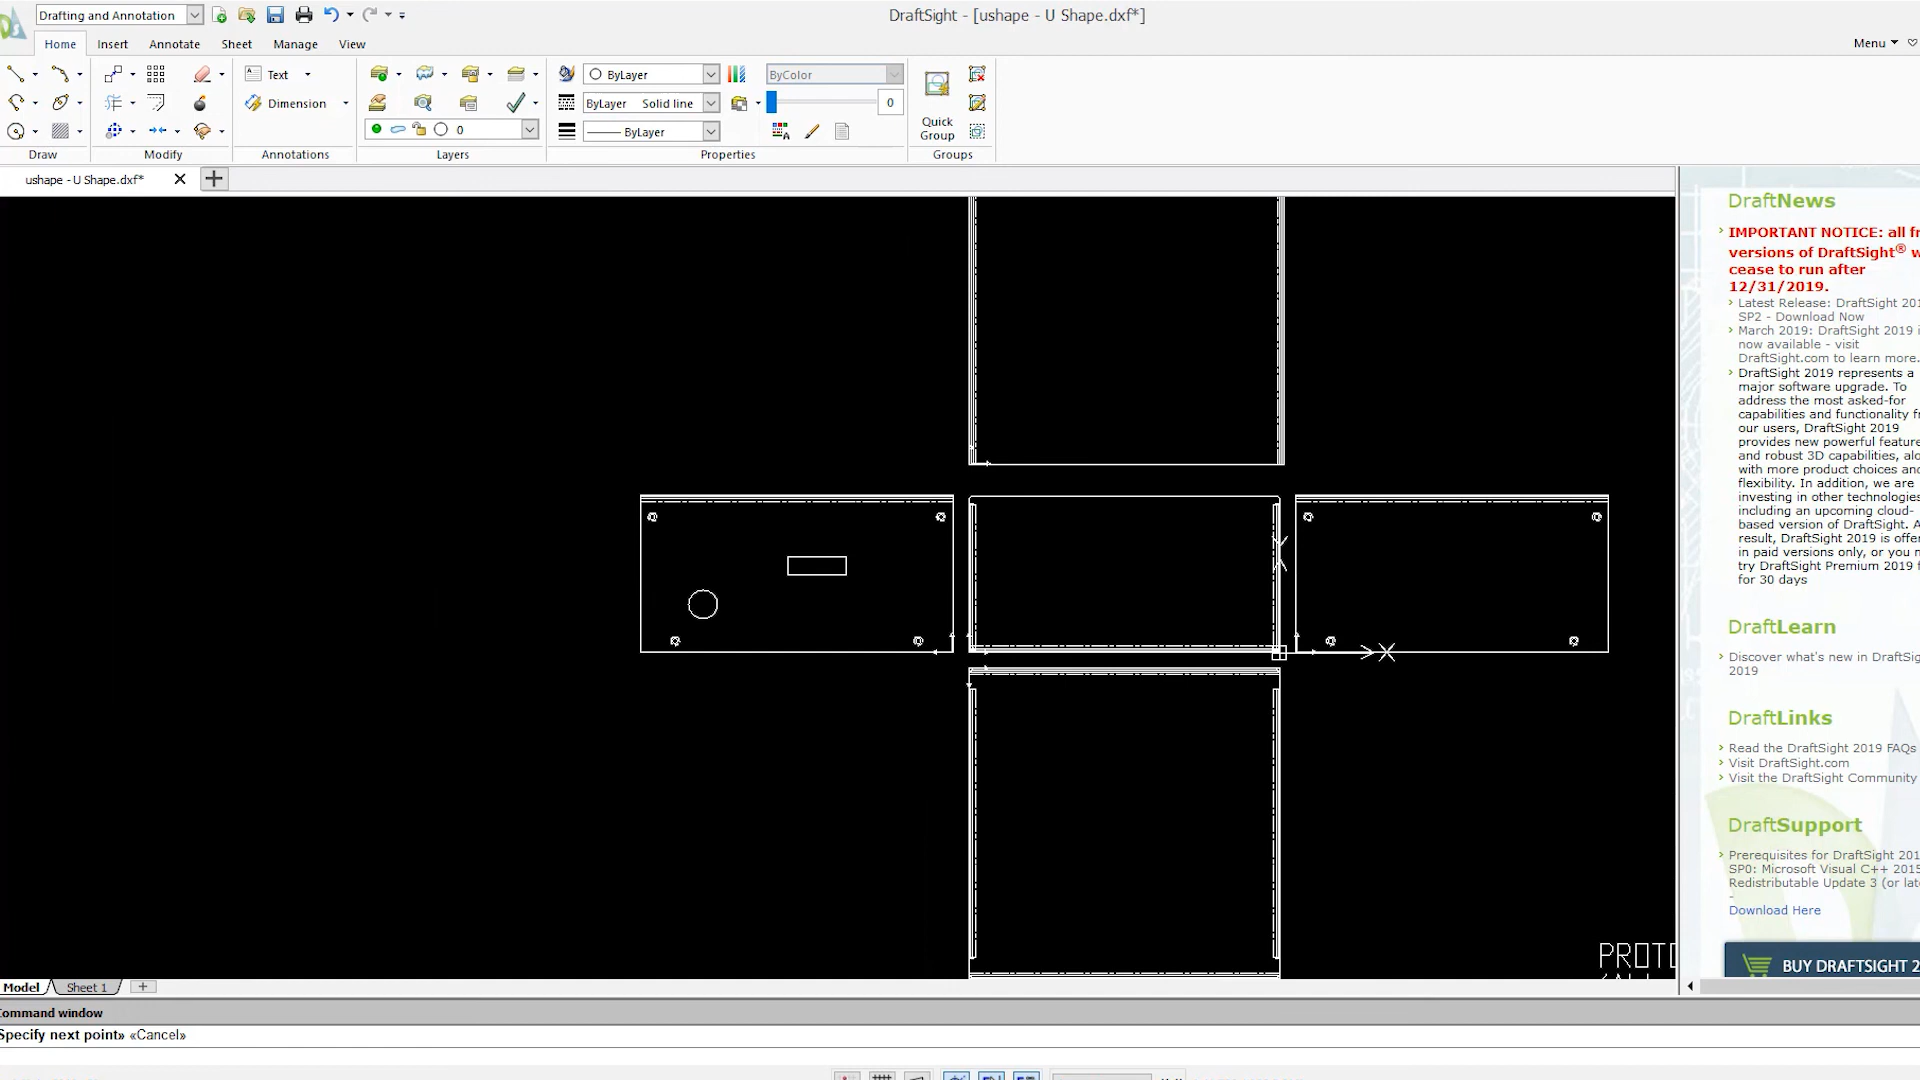 Drafting and Annotation
DraftSight - [ushape - U Shape.dxf*]
Home Insert Annotate Sheet Manage View
Menu
Text
ByLayer
ByColor
Dimension
ByLayer Solid line
0
Quick
Group
0
ByLayer
Draw Modify Annotations Layers Properties Groups
ushape - U Shape.dxf*
DraftNews
IMPORTANT NOTICE: all fr
versions of DraftSight® w
cease to run after
12/31/2019.
Latest Release: DraftSight 201
SP2 - Download Now
March 2019: DraftSight 2019 i
now available - visit
DraftSight.com to learn more.
DraftSight 2019 represents a
major software upgrade. To
address the most asked-for
capabilities and functionality fr
our users, DraftSight 2019
provides new powerful feature
and robust 3D capabilities, alo
with more product choices and
flexibility. In addition, we are
investing in other technologies
including an upcoming cloud-
based version of DraftSight. A
result, DraftSight 2019 is offer
in paid versions only, or you m
try DraftSight Premium 2019 f
for 30 days
DraftLearn
Discover what's new in DraftSig
2019
DraftLinks
Read the DraftSight 2019 FAQs
Visit DraftSight.com
Visit the DraftSight Community
DraftSupport
Prerequisites for DraftSight 201
SP0: Microsoft Visual C++ 2015
Redistributable Update 3 (or late
-
Download Here
BUY DRAFTSIGHT 2
X
Y
PROTO
Model Sheet 1
Command window
Specify next point» «Cancel»